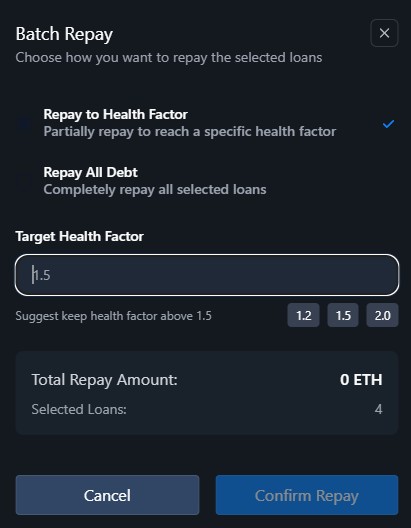 Batch Repay
Choose how you want to repay the selected loans
Repay to Health Factor
Partially repay to reach a specific health factor
Repay All Debt
Completely repay all selected loans
Target Health Factor
1.5
Suggest keep health factor above 1.5 1.2 1.5 2.0
Total Repay Amount: 0 ETH
Selected Loans: 4
Cancel Confirm Repay